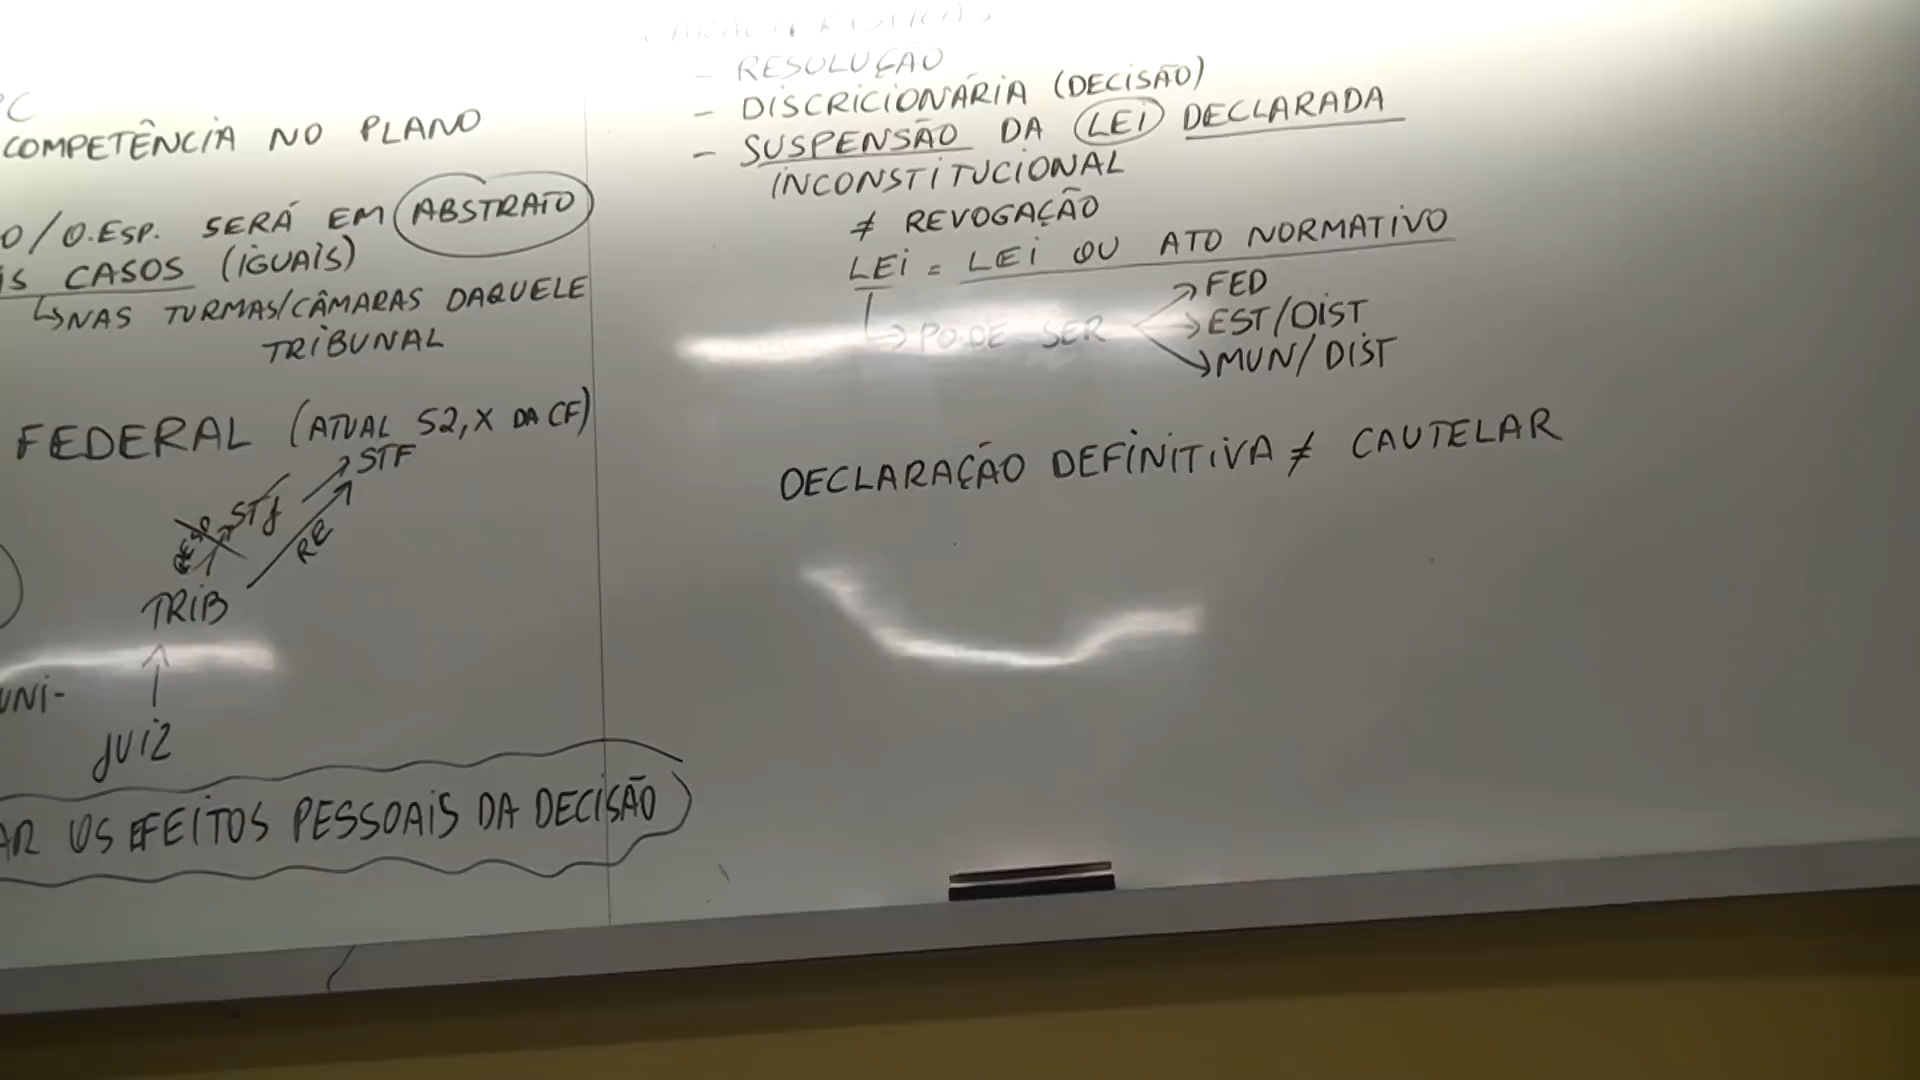 COMPETÊNCIA NO PLANO
O/O.ESP. SERÁ EM ABSTRATO
IS CASOS (IGUAIS)
↳NAS TURMAS/CÂMARAS DAQUELE
TRIBUNAL
FEDERAL (ATUAL 52, X DA CF)
STF
STJ
RESP
RE
TRIB
UNI-
JUIZ
AR OS EFEITOS PESSOAIS DA DECISÃO
CARACTERÍSTICAS
- RESOLUÇÃO
- DISCRICIONÁRIA (DECISÃO)
- SUSPENSÃO DA LEI DECLARADA
INCONSTITUCIONAL
≠ REVOGAÇÃO
LEI = LEI OU ATO NORMATIVO
↳ PODE SER → FED
→ EST/DIST
→ MUN/DIST
DECLARAÇÃO DEFINITIVA ≠ CAUTELAR